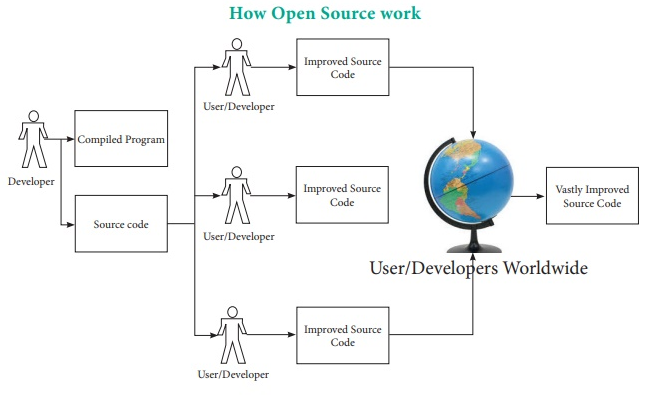 How Open Source work
Improved Source
Code
User/Developer
Compiled Program
Developer
Improved Source
Code
Vastly Improved
Source Code
Source code
User/Developer
User/Developers Worldwide
Improved Source
Code
User/Developer